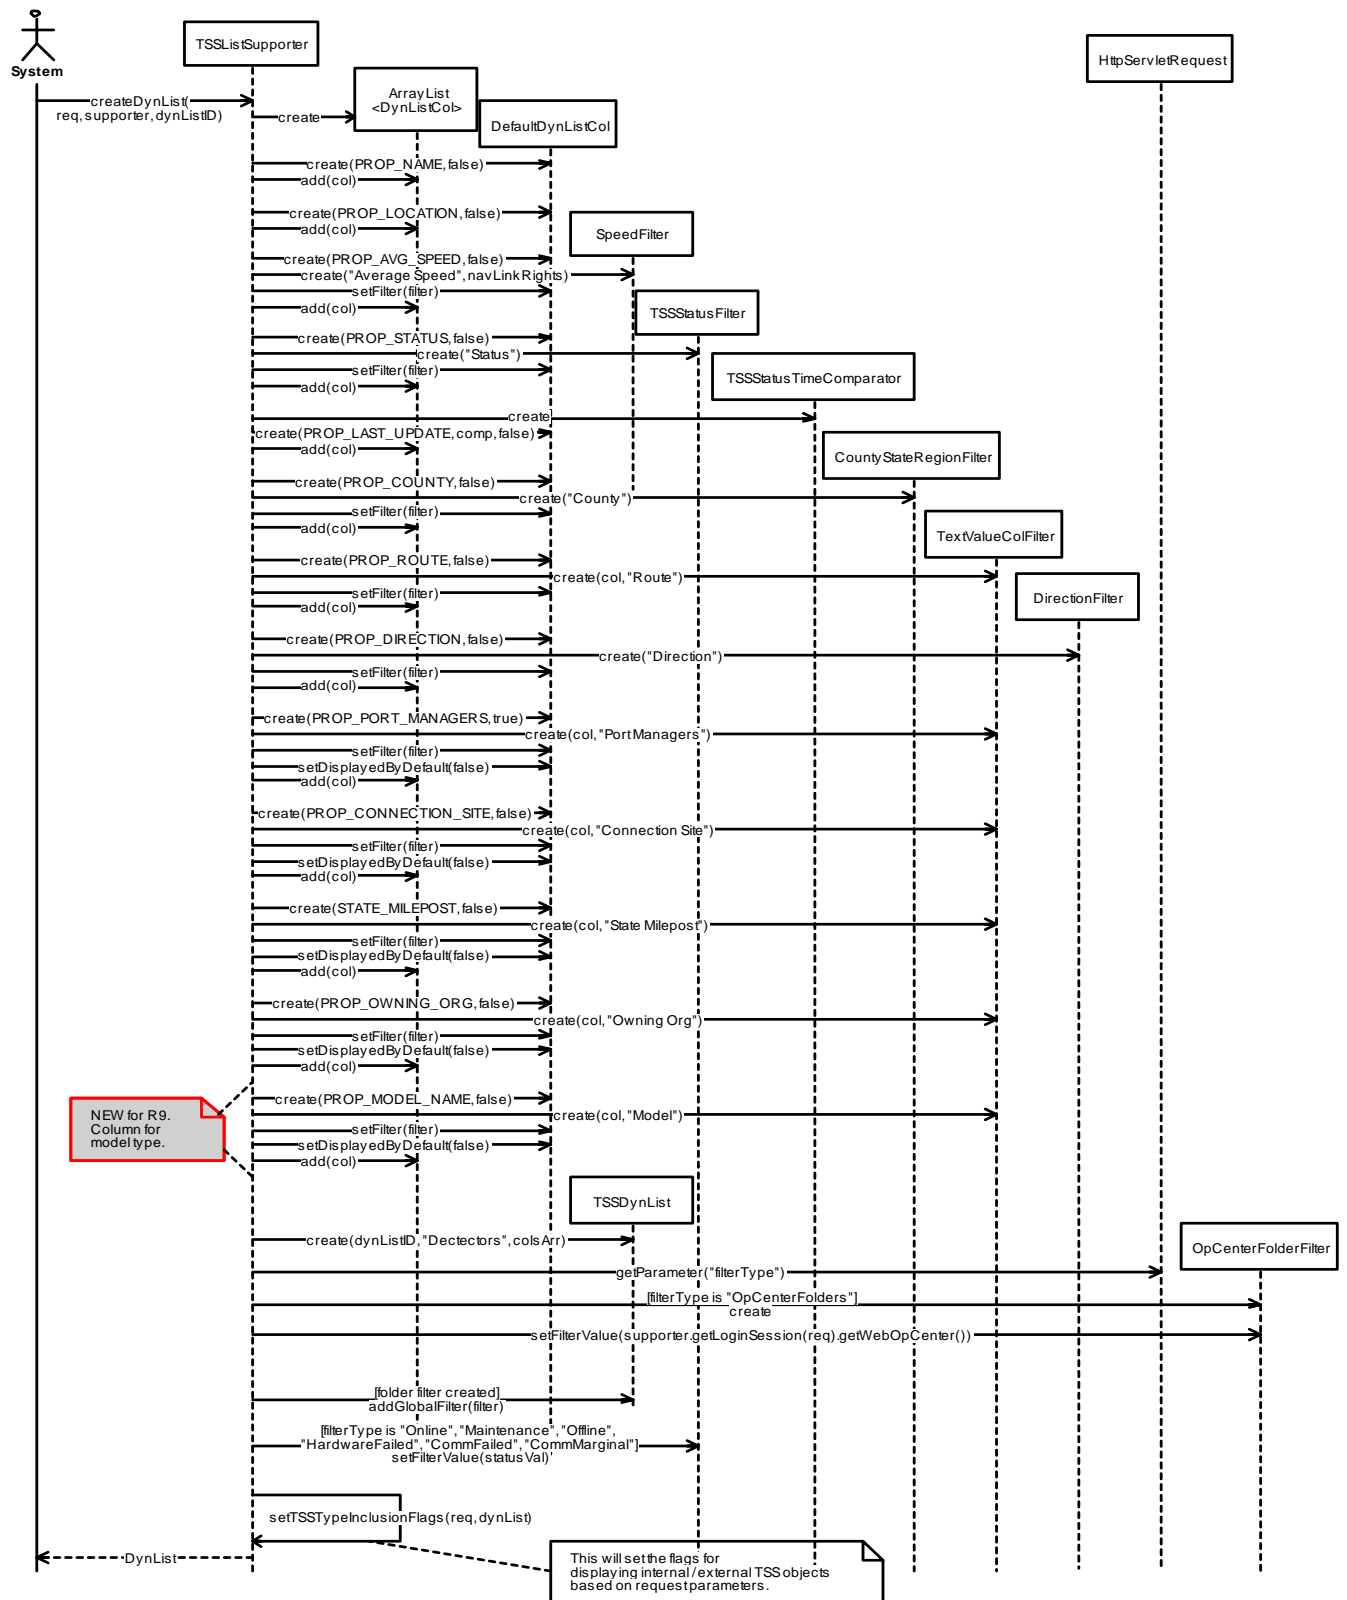 System
TSSListSupporter
HttpServletRequest
ArrayList
<DynListCol>
createDynList(
req, supporter, dynListID)
create
DefaultDynListCol
create(PROP_NAME,false)
add(col)
create(PROP_LOCATION,false)
add(col)
SpeedFilter
create(PROP_AVG_SPEED,false)
create("Average Speed", navLinkRights)
setFilter(filter)
add(col)
TSSStatusFilter
create(PROP_STATUS,false)
create("Status")
setFilter(filter)
add(col)
TSSStatusTimeComparator
create
create(PROP_LAST_UPDATE, comp,false)
add(col)
CountyStateRegionFilter
create(PROP_COUNTY,false)
create("County")
setFilter(filter)
add(col)
TextValueColFilter
create(PROP_ROUTE,false)
create(col,"Route")
setFilter(filter)
add(col)
DirectionFilter
create(PROP_DIRECTION,false)
create("Direction")
setFilter(filter)
add(col)
create(PROP_PORT_MANAGERS,true)
create(col,"Port Managers")
setFilter(filter)
setDisplayedByDefault(false)
add(col)
create(PROP_CONNECTION_SITE,false)
create(col,"Connection Site")
setFilter(filter)
setDisplayedByDefault(false)
add(col)
create(STATE_MILEPOST,false)
create(col, "State Milepost")
setFilter(filter)
setDisplayedByDefault(false)
add(col)
create(PROP_OWNING_ORG,false)
create(col,"Owning Org")
setFilter(filter)
setDisplayedByDefault(false)
add(col)
NEW for R9.
Column for
model type.
create(PROP_MODEL_NAME,false)
create(col,"Model")
setFilter(filter)
setDisplayedByDefault(false)
add(col)
TSSDynList
create(dynListID,"Dectectors",colsArr)
OpCenterFolderFilter
getParameter("filterType")
[filterType is "OpCenterFolders"]
create
setFilterValue(supporter.getLoginSession(req).getWebOpCenter())
[folder filter created]
addGlobalFilter(filter)
[filterType is "Online","Maintenance","Offline",
"HardwareFailed","CommFailed","CommMarginal"]
setFilterValue(statusVal)'
setTSSTypeInclusionFlags(req,dynList)
DynList
This will set the flags for
displaying internal/external TSS objects
based on request parameters.